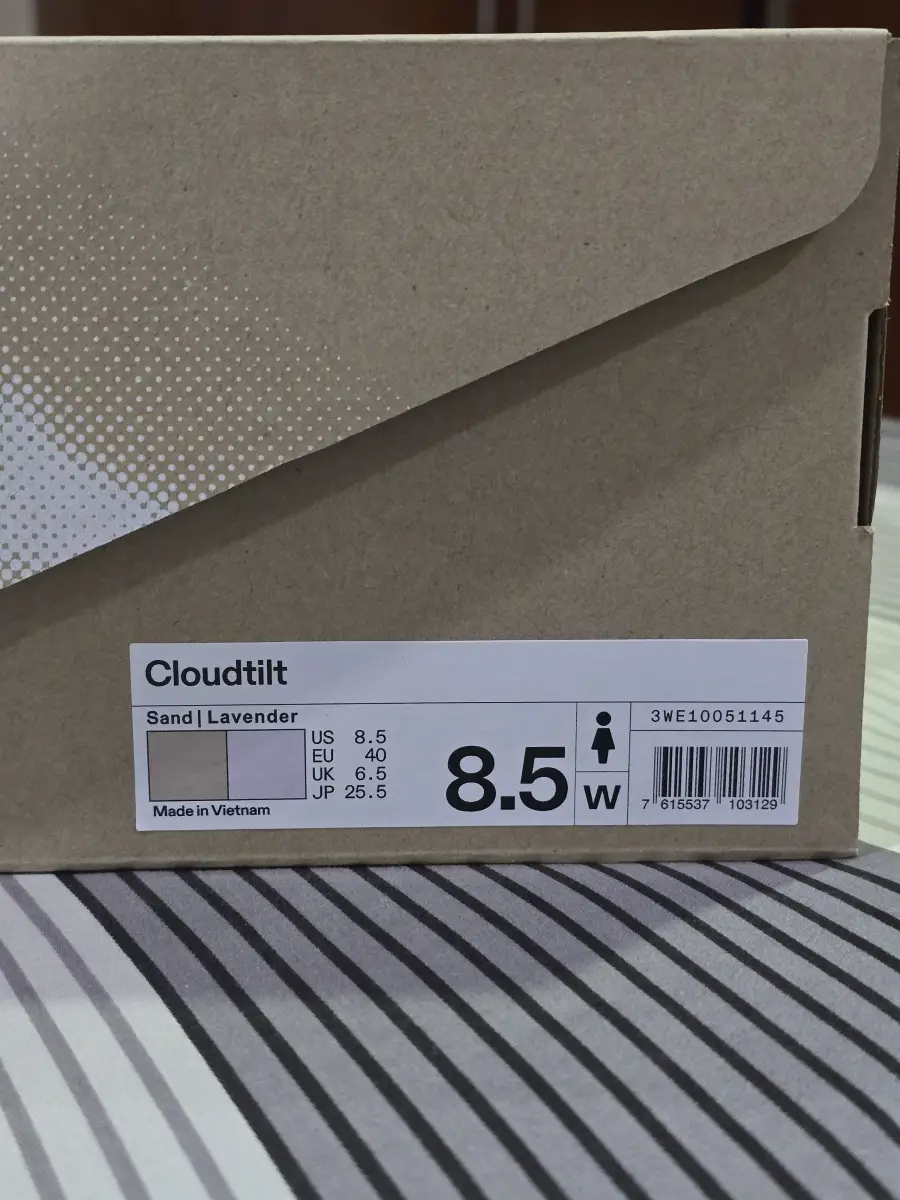 Cloudtilt
Sand | Lavender
US 8.5
EU 40
UK 6.5
JP 25.5
Made in Vietnam
8.5
W
3WE10051145
7 615537 103129